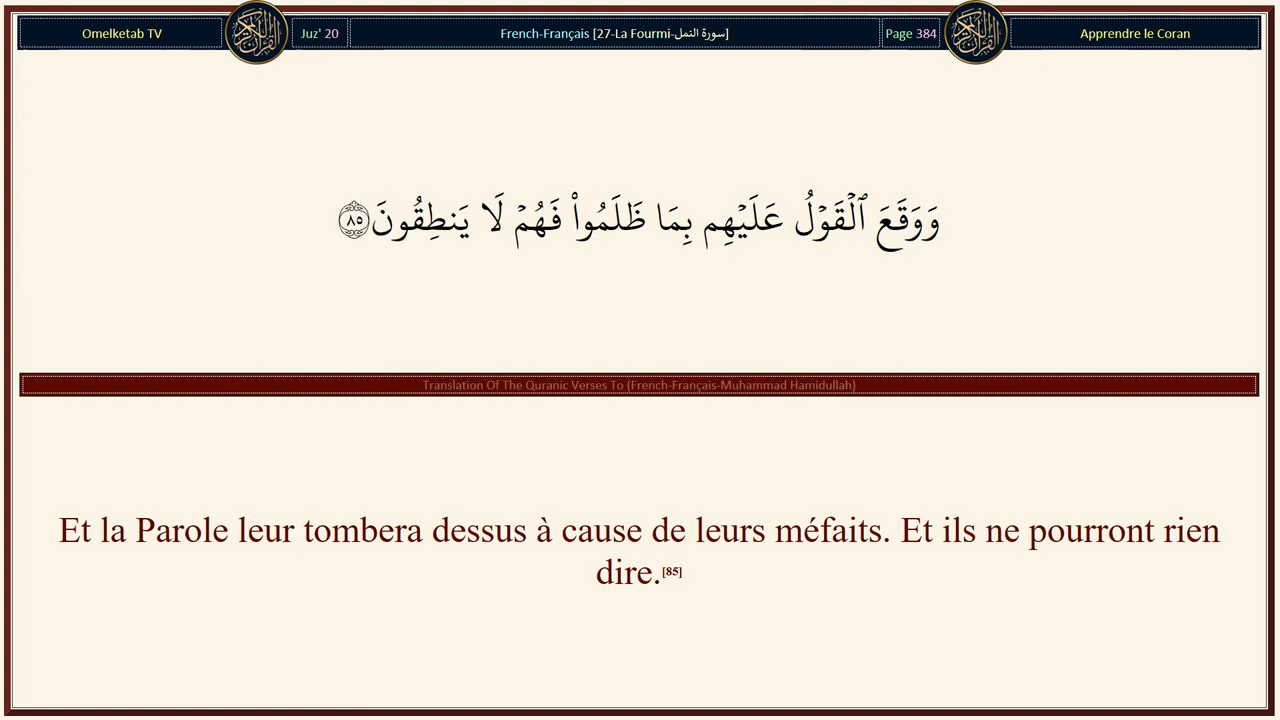 Omelketab TV
Juz' 20
French-Français [27-La Fourmi-سورة النمل]
Page 384
Apprendre le Coran
وَوَقَعَ ٱلۡقَوۡلُ عَلَيۡهِم بِمَا ظَلَمُواْ فَهُمۡ لَا يَنطِقُونَ ٨٥
Translation Of The Quranic Verses To (French-Français-Muhammad Hamidullah)
Et la Parole leur tombera dessus à cause de leurs méfaits. Et ils ne pourront rien
dire.[85]